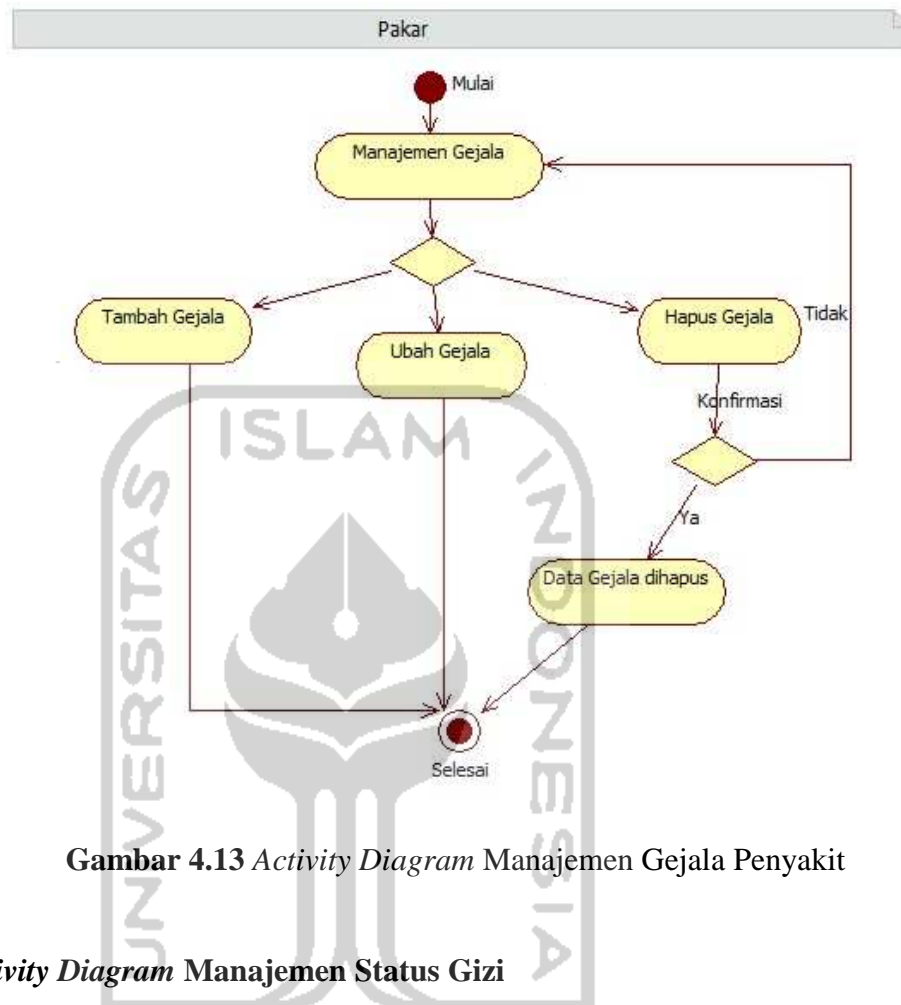 Pakar
Mulai
Manajemen Gejala
Tambah Gejala
Ubah Gejala
Hapus Gejala
Tidak
Konfirmasi
Ya
Data Gejala dihapus
Selesai
UNIVERSITAS ISLAM INDONESIA
Gambar 4.13 Activity Diagram Manajemen Gejala Penyakit
ivity Diagram Manajemen Status Gizi